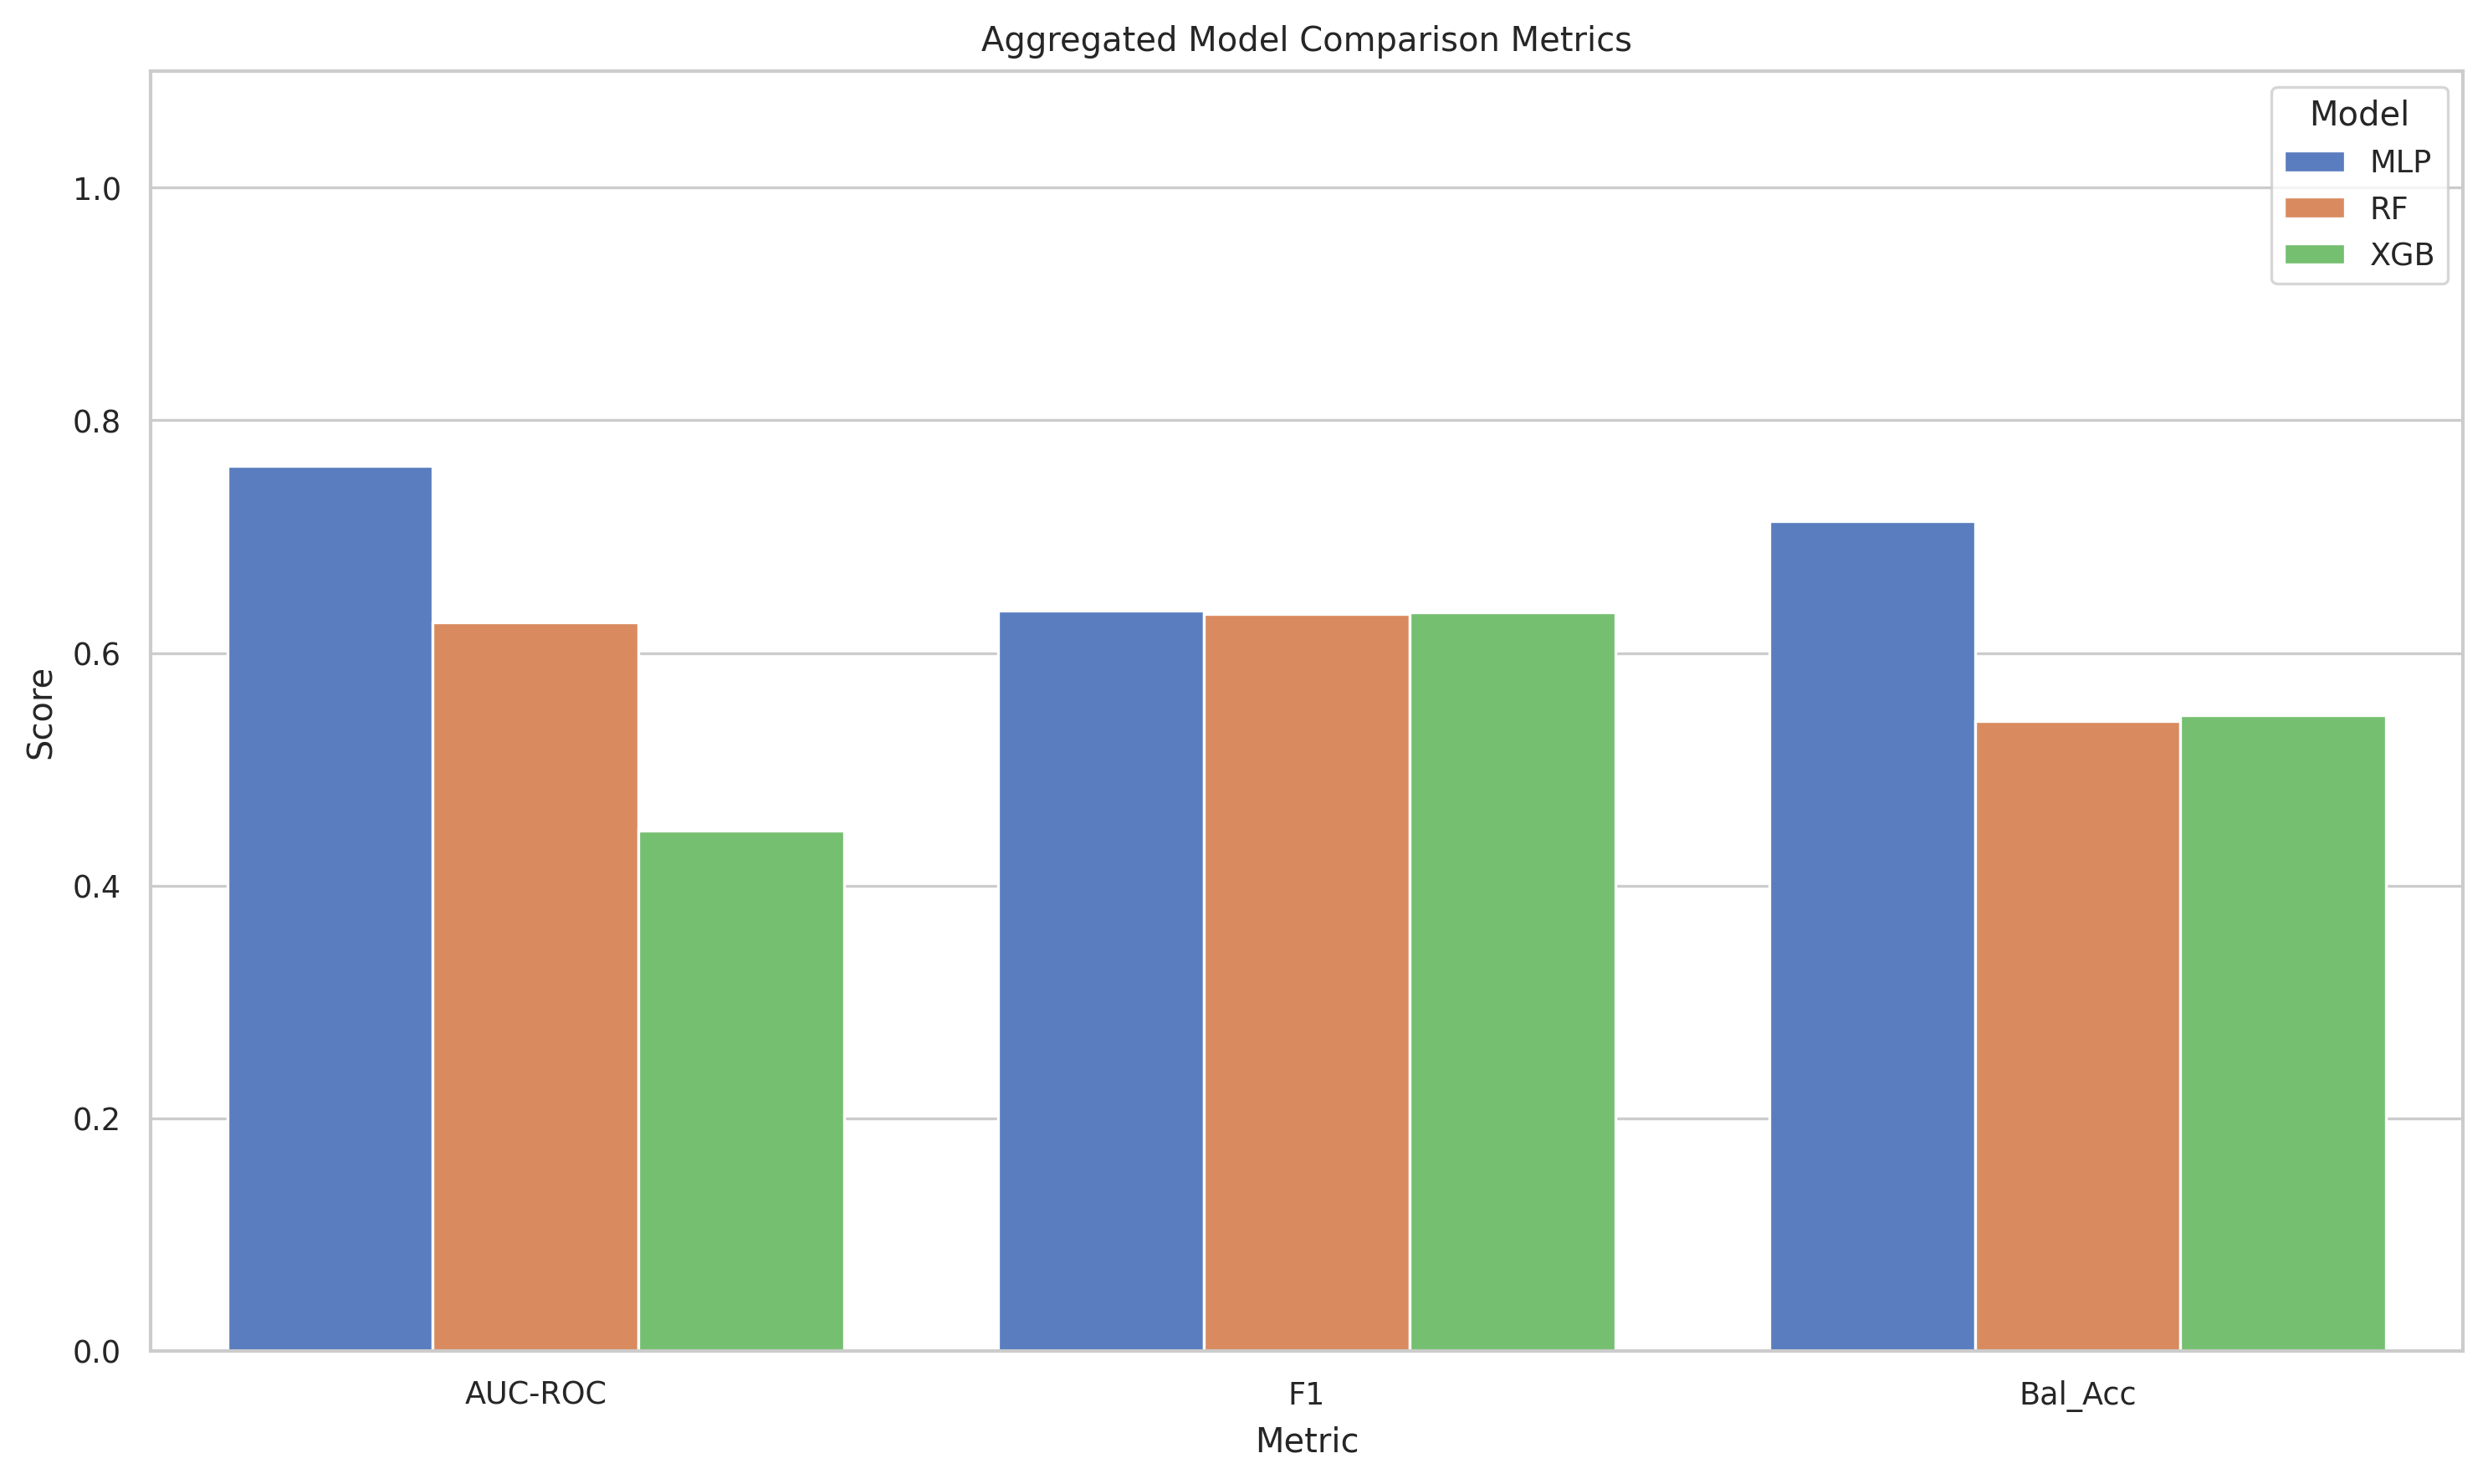 Aggregated Model Comparison Metrics
Model
MLP
RF
XGB
1.0
0.8
0.6
0.4
0.2
0.0
Score
AUC-ROC
F1
Bal_Acc
Metric